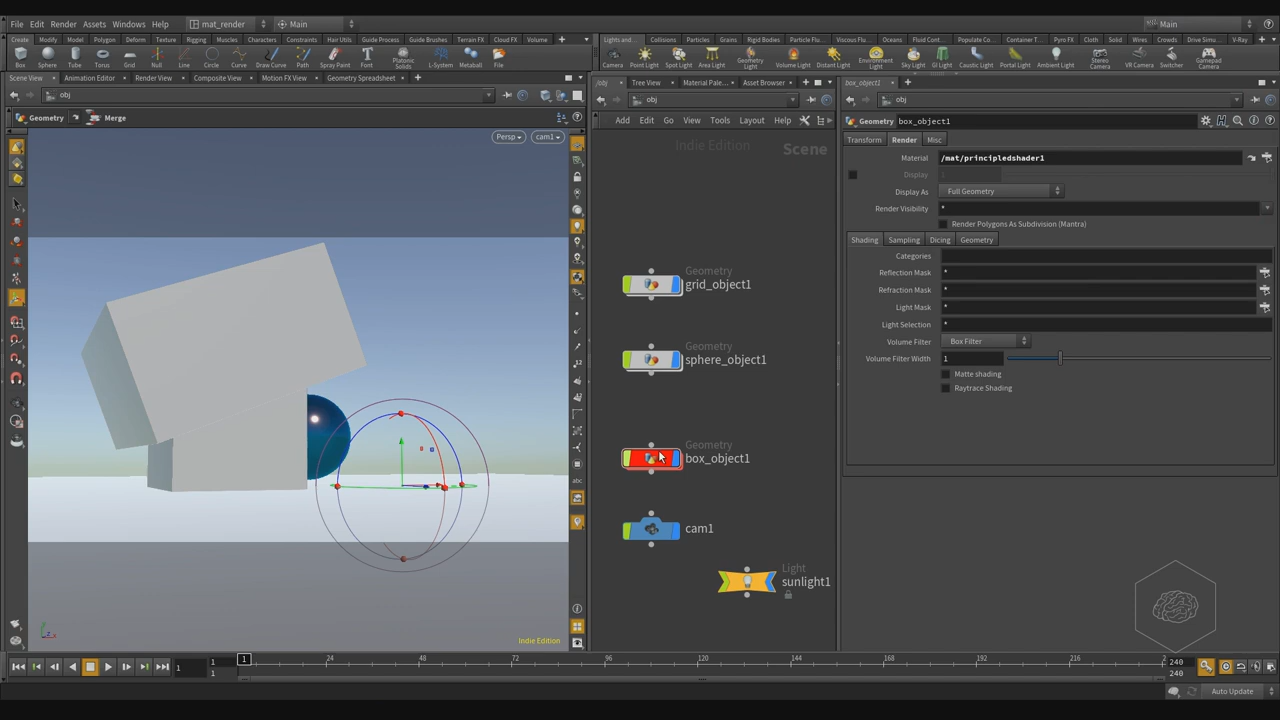 File Edit Render Assets Windows Help mat_render Main Main
Create Modify Model Polygon Deform Texture Rigging Muscles Characters Constraints Hair Utils Guide Process Guide Brushes Terrain FX Cloud FX Volume
Lights and... Collisions Particles Grains Rigid Bodies Particle Flu... Viscous Flu... Oceans Fluid Cont... Populate Co... Container T... Pyro FX Cloth Solid Wires Crowds Drive Simu... V-Ray
Box Sphere Tube Torus Grid Null Line Circle Curve Draw Curve Path Spray Paint Font Platonic Solids L-System Metaball File
Camera Point Light Spot Light Area Light Geometry Light Volume Light Distant Light Environment Light Sky Light GI Light Caustic Light Portal Light Ambient Light Stereo Camera VR Camera Switcher Gamepad Camera
Scene View Animation Editor Render View Composite View Motion FX View Geometry Spreadsheet
/obj Tree View Material Pale... Asset Browser
box_object1
obj
obj
obj
Geometry Merge
Add Edit Go View Tools Layout Help
Geometry box_object1
Persp cam1
Indie Edition Scene
Transform Render Misc
Material /mat/principledshader1
Display
Display As Full Geometry
Render Visibility *
Render Polygons As Subdivision (Mantra)
Shading Sampling Dicing Geometry
Categories
Reflection Mask *
Refraction Mask *
Light Mask *
Light Selection *
Volume Filter Box Filter
Volume Filter Width 1
Matte shading
Raytrace Shading
Geometry
grid_object1
Geometry
sphere_object1
Geometry
box_object1
cam1
Light
sunlight1
abc
Indie Edition
1 1 1 1 24 48 72 96 120 144 168 192 216 2 240 240
Auto Update